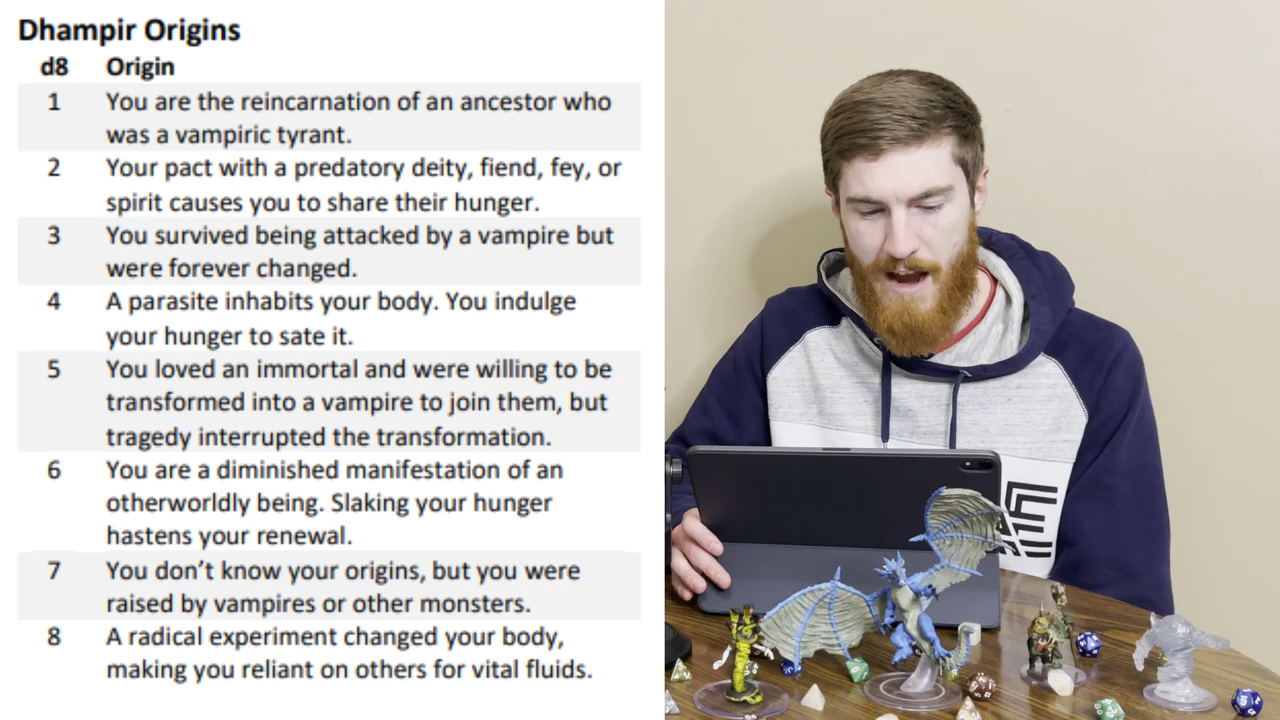 Dhampir Origins
d8 Origin
1 You are the reincarnation of an ancestor who
was a vampiric tyrant.
2 Your pact with a predatory deity, fiend, fey, or
spirit causes you to share their hunger.
3 You survived being attacked by a vampire but
were forever changed.
4 A parasite inhabits your body. You indulge
your hunger to sate it.
5 You loved an immortal and were willing to be
transformed into a vampire to join them, but
tragedy interrupted the transformation.
6 You are a diminished manifestation of an
otherworldly being. Slaking your hunger
hastens your renewal.
7 You don’t know your origins, but you were
raised by vampires or other monsters.
8 A radical experiment changed your body,
making you reliant on others for vital fluids.